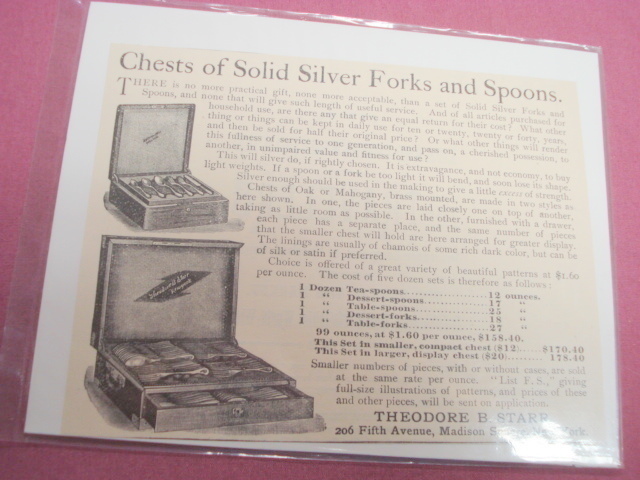 Chests of Solid Silver Forks and Spoons.
THERE is no more practical gift, none more acceptable, than a set of Solid Silver Forks and
Spoons, and none that will give such length of useful service. And of all articles purchased for
household use, are there any that give an equal return for their cost? What other
thing or things can be kept in daily use for ten or twenty, twenty or forty, years,
and then be sold for half their original price? Or what other things will render
this fullness of service to one generation, and pass on, a cherished possession, to
another, in unimpaired value and fitness for use?
This will silver do, if rightly chosen. It is extravagance, and not economy, to buy
light weights. If a spoon or a fork be too light it will bend, and soon lose its shape.
Silver enough should be used in the making to give a little excess of strength.
Chests of Oak or Mahogany, brass mounted, are made in two styles as
here shown. In one, the pieces are laid closely one on top of another,
taking as little room as possible. In the other, furnished with a drawer,
each piece has a separate place, and the same number of pieces
that the smaller chest will hold are here arranged for greater display.
The linings are usually of chamois of some rich dark color, but can be
of silk or satin if preferred.
Choice is offered of a great variety of beautiful patterns at $1.60
per ounce. The cost of five dozen sets is therefore as follows:
1 Dozen Tea-spoons................12 ounces.
1 " Dessert-spoons................17 "
1 " Table-spoons................25 "
1 " Dessert-forks................18 "
1 " Table-forks................27 "
99 ounces, at $1.60 per ounce, $158.40.
This Set in smaller, compact chest ($12)....$170.40
This Set in larger, display chest ($20)........ 178.40
Smaller numbers of pieces, with or without cases, are sold
at the same rate per ounce. "List F.S.," giving
full-size illustrations of patterns, and prices of these
and other pieces, will be sent on application.
THEODORE B. STARR
206 Fifth Avenue, Madison
Theodore B. Starr
New York